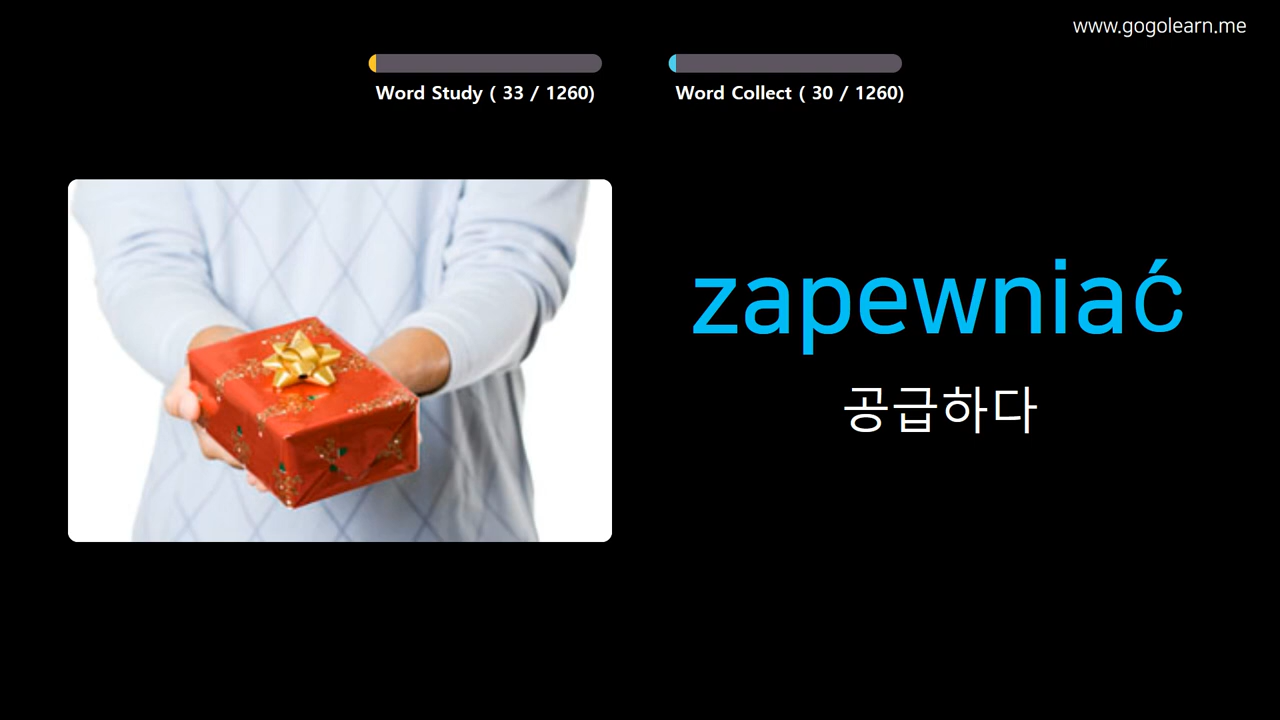 www.gogolearn.me
Word Study ( 33 / 1260)
Word Collect ( 30 / 1260)
zapewniać
공급하다